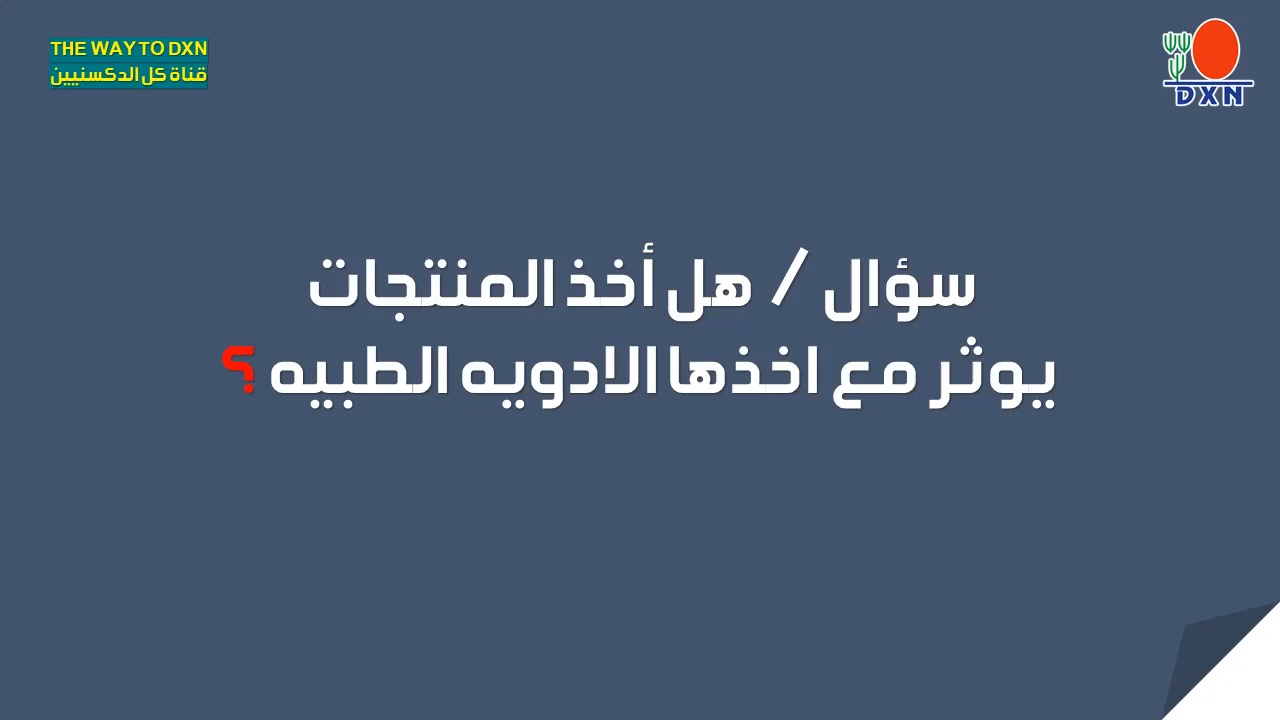 THE WAY TO DXN
قناة كل الدكسنيين
DXN
سؤال / هل أخذ المنتجات
يوثر مع اخذها الادويه الطبيه ؟